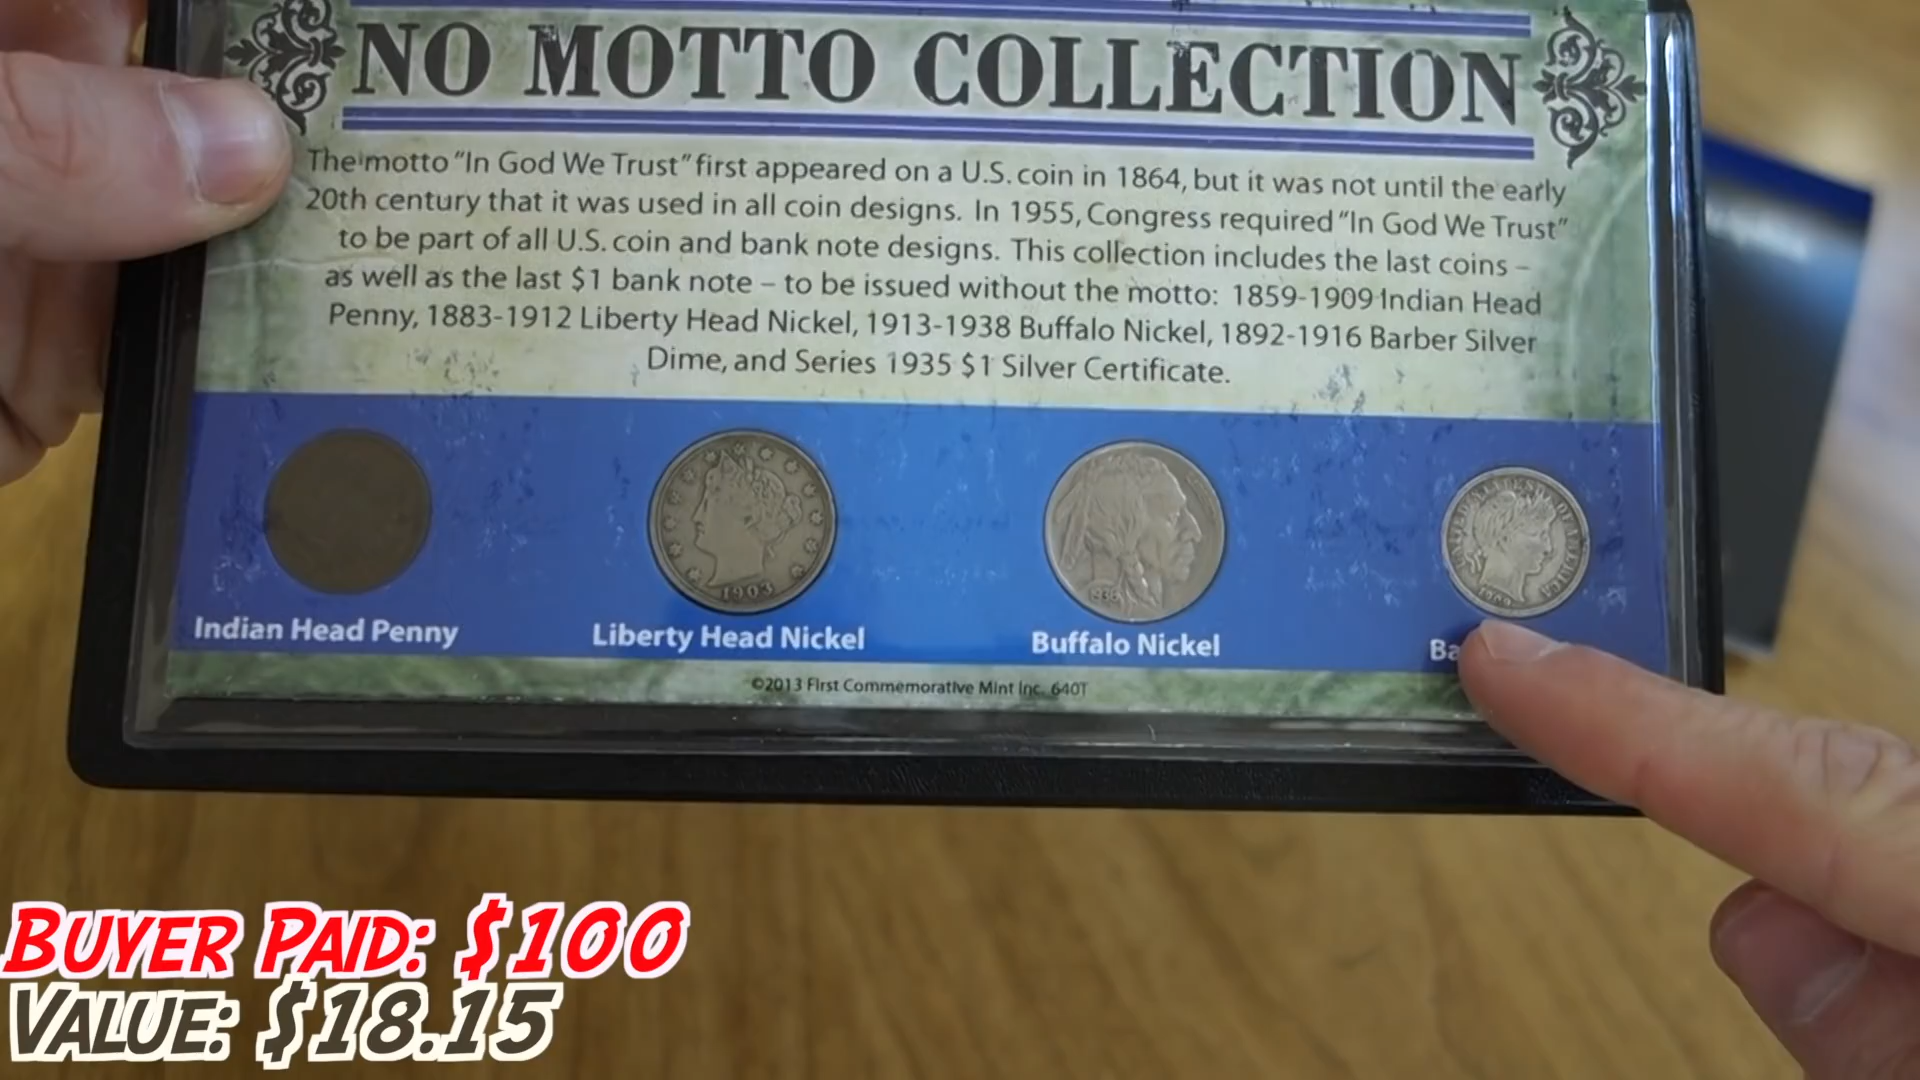 NO MOTTO COLLECTION
The motto "In God We Trust" first appeared on a U.S. coin in 1864, but it was not until the early
20th century that it was used in all coin designs. In 1955, Congress required "In God We Trust"
to be part of all U.S. coin and bank note designs. This collection includes the last coins –
as well as the last $1 bank note – to be issued without the motto: 1859-1909 Indian Head
Penny, 1883-1912 Liberty Head Nickel, 1913-1938 Buffalo Nickel, 1892-1916 Barber Silver
Dime, and Series 1935 $1 Silver Certificate.
1903
1936
Indian Head Penny
Liberty Head Nickel
Buffalo Nickel
Ba
©2013 First Commemorative Mint Inc. 640T
BUYER PAID: $100
VALUE: $18.15